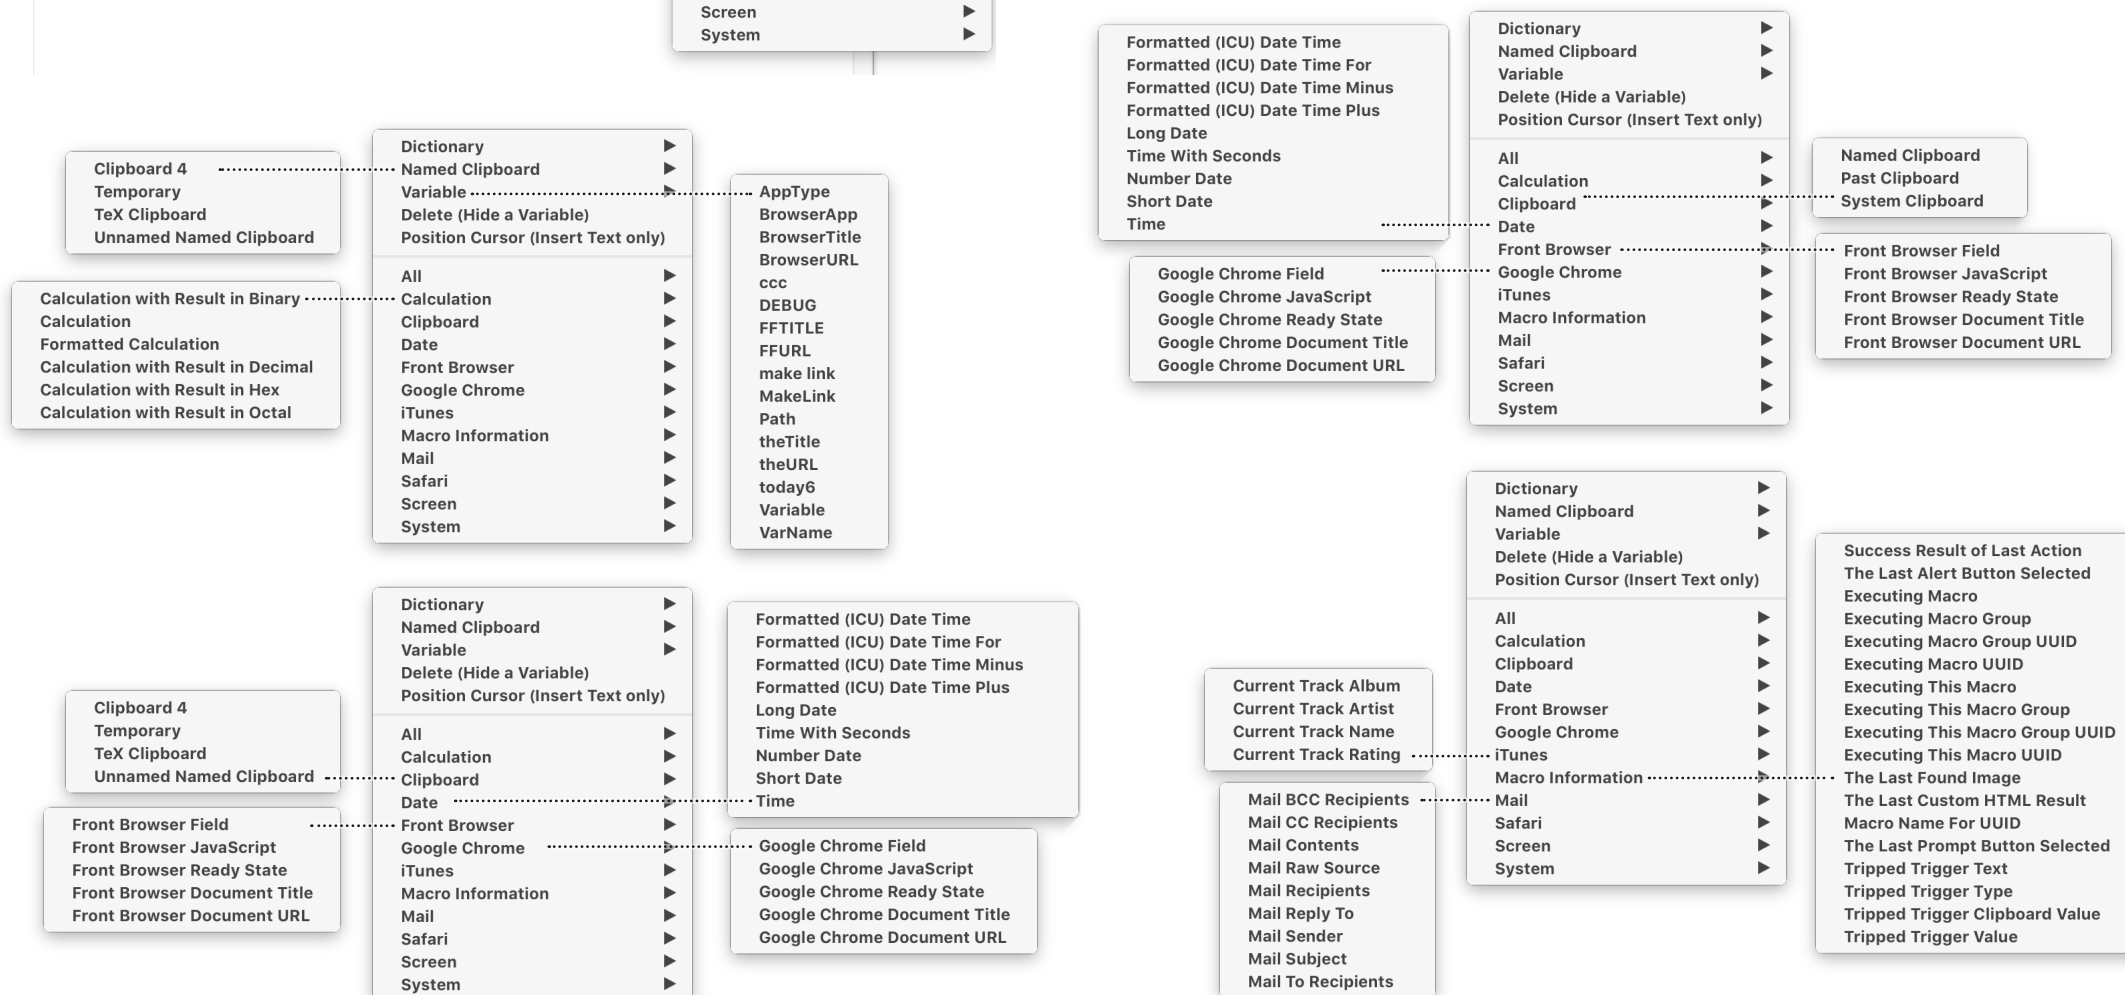 Screen
System
Clipboard 4
Temporary
TeX Clipboard
Unnamed Named Clipboard
Calculation with Result in Binary
Calculation
Formatted Calculation
Calculation with Result in Decimal
Calculation with Result in Hex
Calculation with Result in Octal
Dictionary
Named Clipboard
Variable
Delete (Hide a Variable)
Position Cursor (Insert Text only)
All
Calculation
Clipboard
Date
Front Browser
Google Chrome
iTunes
Macro Information
Mail
Safari
Screen
System
AppType
BrowserApp
BrowserTitle
BrowserURL
ccc
DEBUG
FFTITLE
FFURL
make link
MakeLink
Path
theTitle
theURL
today6
Variable
VarName
Clipboard 4
Temporary
TeX Clipboard
Unnamed Named Clipboard
Front Browser Field
Front Browser JavaScript
Front Browser Ready State
Front Browser Document Title
Front Browser Document URL
Dictionary
Named Clipboard
Variable
Delete (Hide a Variable)
Position Cursor (Insert Text only)
All
Calculation
Clipboard
Date
Front Browser
Google Chrome
iTunes
Macro Information
Mail
Safari
Screen
System
Formatted (ICU) Date Time
Formatted (ICU) Date Time For
Formatted (ICU) Date Time Minus
Formatted (ICU) Date Time Plus
Long Date
Time With Seconds
Number Date
Short Date
Time
Google Chrome Field
Google Chrome JavaScript
Google Chrome Ready State
Google Chrome Document Title
Google Chrome Document URL
Formatted (ICU) Date Time
Formatted (ICU) Date Time For
Formatted (ICU) Date Time Minus
Formatted (ICU) Date Time Plus
Long Date
Time With Seconds
Number Date
Short Date
Time
Google Chrome Field
Google Chrome JavaScript
Google Chrome Ready State
Google Chrome Document Title
Google Chrome Document URL
Dictionary
Named Clipboard
Variable
Delete (Hide a Variable)
Position Cursor (Insert Text only)
All
Calculation
Clipboard
Date
Front Browser
Google Chrome
iTunes
Macro Information
Mail
Safari
Screen
System
Named Clipboard
Past Clipboard
System Clipboard
Front Browser Field
Front Browser JavaScript
Front Browser Ready State
Front Browser Document Title
Front Browser Document URL
Current Track Album
Current Track Artist
Current Track Name
Current Track Rating
Mail BCC Recipients
Mail CC Recipients
Mail Contents
Mail Raw Source
Mail Recipients
Mail Reply To
Mail Sender
Mail Subject
Mail To Recipients
Dictionary
Named Clipboard
Variable
Delete (Hide a Variable)
Position Cursor (Insert Text only)
All
Calculation
Clipboard
Date
Front Browser
Google Chrome
iTunes
Macro Information
Mail
Safari
Screen
System
Success Result of Last Action
The Last Alert Button Selected
Executing Macro
Executing Macro Group
Executing Macro Group UUID
Executing Macro UUID
Executing This Macro
Executing This Macro Group
Executing This Macro Group UUID
Executing This Macro UUID
The Last Found Image
The Last Custom HTML Result
Macro Name For UUID
The Last Prompt Button Selected
Tripped Trigger Text
Tripped Trigger Type
Tripped Trigger Clipboard Value
Tripped Trigger Value